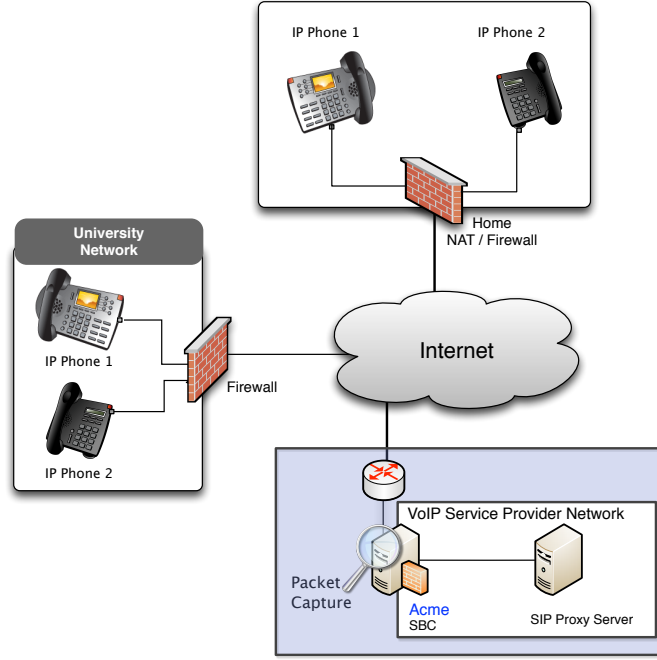 IP Phone 1
IP Phone 2
Home
NAT / Firewall
University
Network
IP Phone 1
IP Phone 2
Firewall
Internet
VoIP Service Provider Network
Packet
Capture
Acme
SBC
SIP Proxy Server